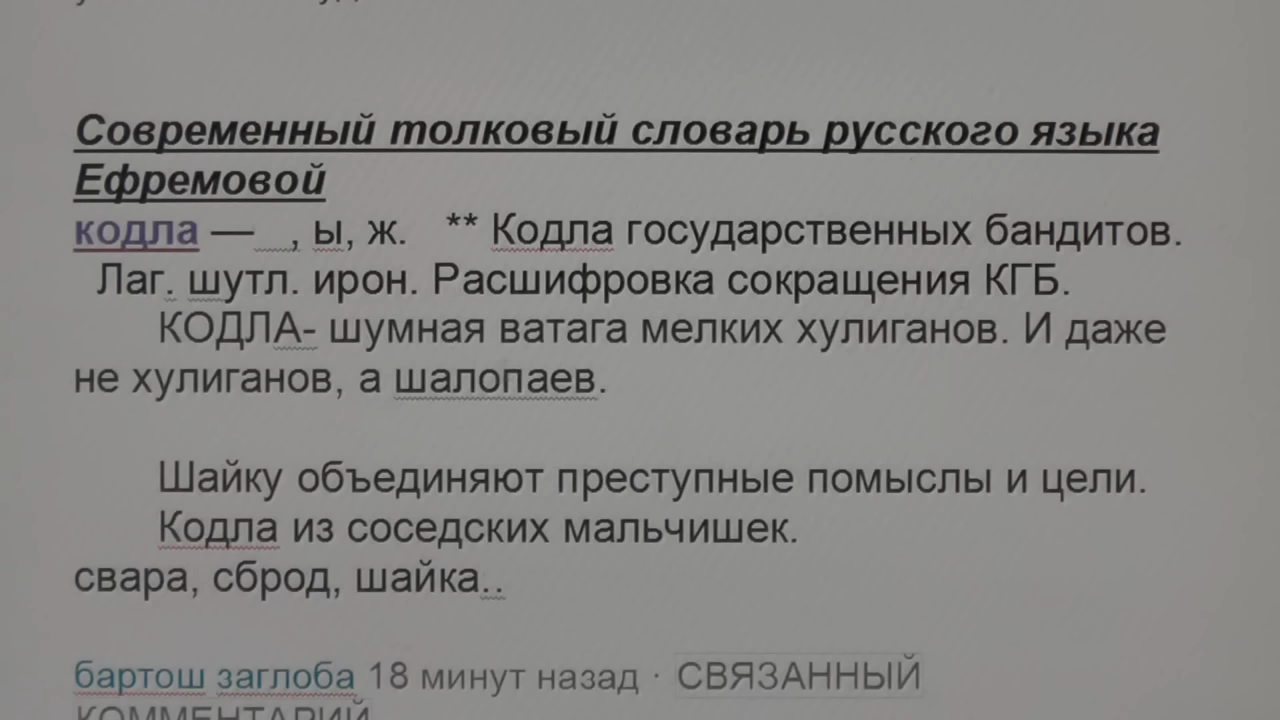 Современный толковый словарь русского языка
Ефремовой
кодла — , ы, ж. ** Кодла государственных бандитов.
Лаг. шутл. ирон. Расшифровка сокращения КГБ.
КОДЛА- шумная ватага мелких хулиганов. И даже
не хулиганов, а шалопаев.
Шайку объединяют преступные помыслы и цели.
Кодла из соседских мальчишек.
свара, сброд, шайка..
бартош заглоба 18 минут назад · СВЯЗАННЫЙ
КОММЕНТАРИЙ